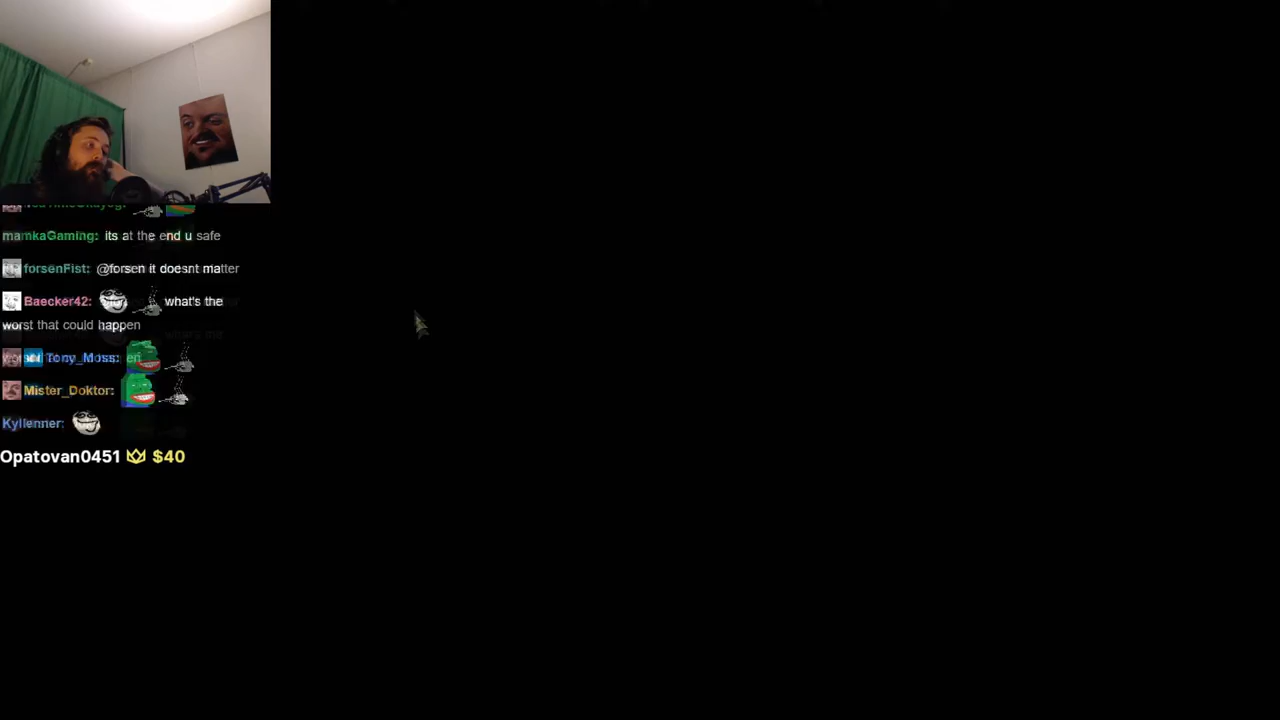 mamkaGaming: its at the end u safe
forsenFist: @forsen it doesnt matter
Baecker42: what's the
worst that could happen
Tony_Moss:
Mister_Doktor:
Kyllenner:
Opatovan0451 $40